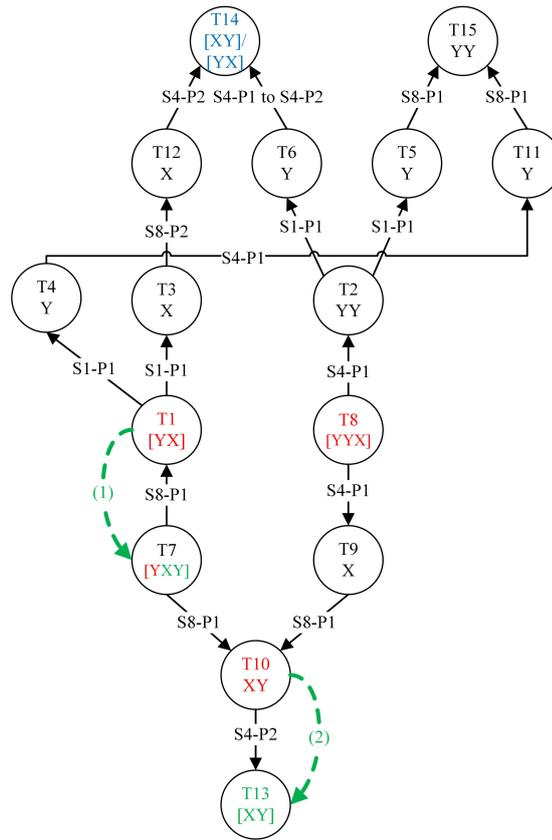 T14
[XY]/
[YX]
T15
YY
S4-P2
S4-P1 to S4-P2
S8-P1
S8-P1
T12
X
T6
Y
T5
Y
T11
Y
S8-P2
S1-P1
S1-P1
S4-P1
T4
Y
T3
X
T2
YY
S1-P1
S1-P1
S4-P1
T1
[YX]
T8
[YYX]
(1)
S8-P1
S4-P1
T7
[YXY]
T9
X
S8-P1
S8-P1
T10
XY
S4-P2
(2)
T13
[XY]